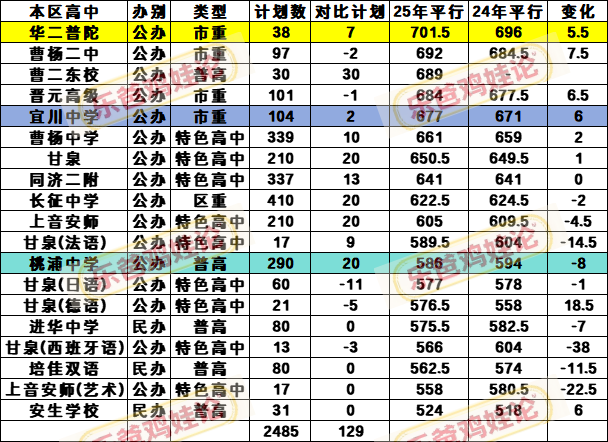 本区高中 办别 类型 计划数 对比计划 25年平行 24年平行 变化
华二普陀 公办 市重 38 7 701.5 696 5.5
曹杨二中 公办 市重 97 -2 692 684.5 7.5
曹二东校 公办 普高 30 30 689 -
晋元高级 公办 市重 101 -1 684 677.5 6.5
宜川中学 公办 市重 104 2 677 671 6
曹杨中学 公办 特色高中 339 10 661 659 2
甘泉 公办 特色高中 210 20 650.5 649.5 1
同济二附 公办 特色高中 337 13 641 641 0
长征中学 公办 区重 410 20 622.5 624.5 -2
上音安师 公办 特色高中 210 20 605 609.5 -4.5
甘泉(法语) 公办 特色高中 17 9 589.5 604 -14.5
桃浦中学 公办 普高 290 20 586 594 -8
甘泉(日语) 公办 特色高中 60 -11 577 578 -1
甘泉(德语) 公办 特色高中 21 -5 576.5 558 18.5
进华中学 民办 普高 80 0 575.5 582.5 -7
甘泉(西班牙语) 公办 特色高中 13 -3 566 604 -38
培佳双语 民办 普高 80 0 562.5 574 -11.5
上音安师(艺术) 公办 特色高中 17 0 558 580.5 -22.5
安生学校 民办 普高 31 0 524 518 6
2485 129
乐爸鸡娃论